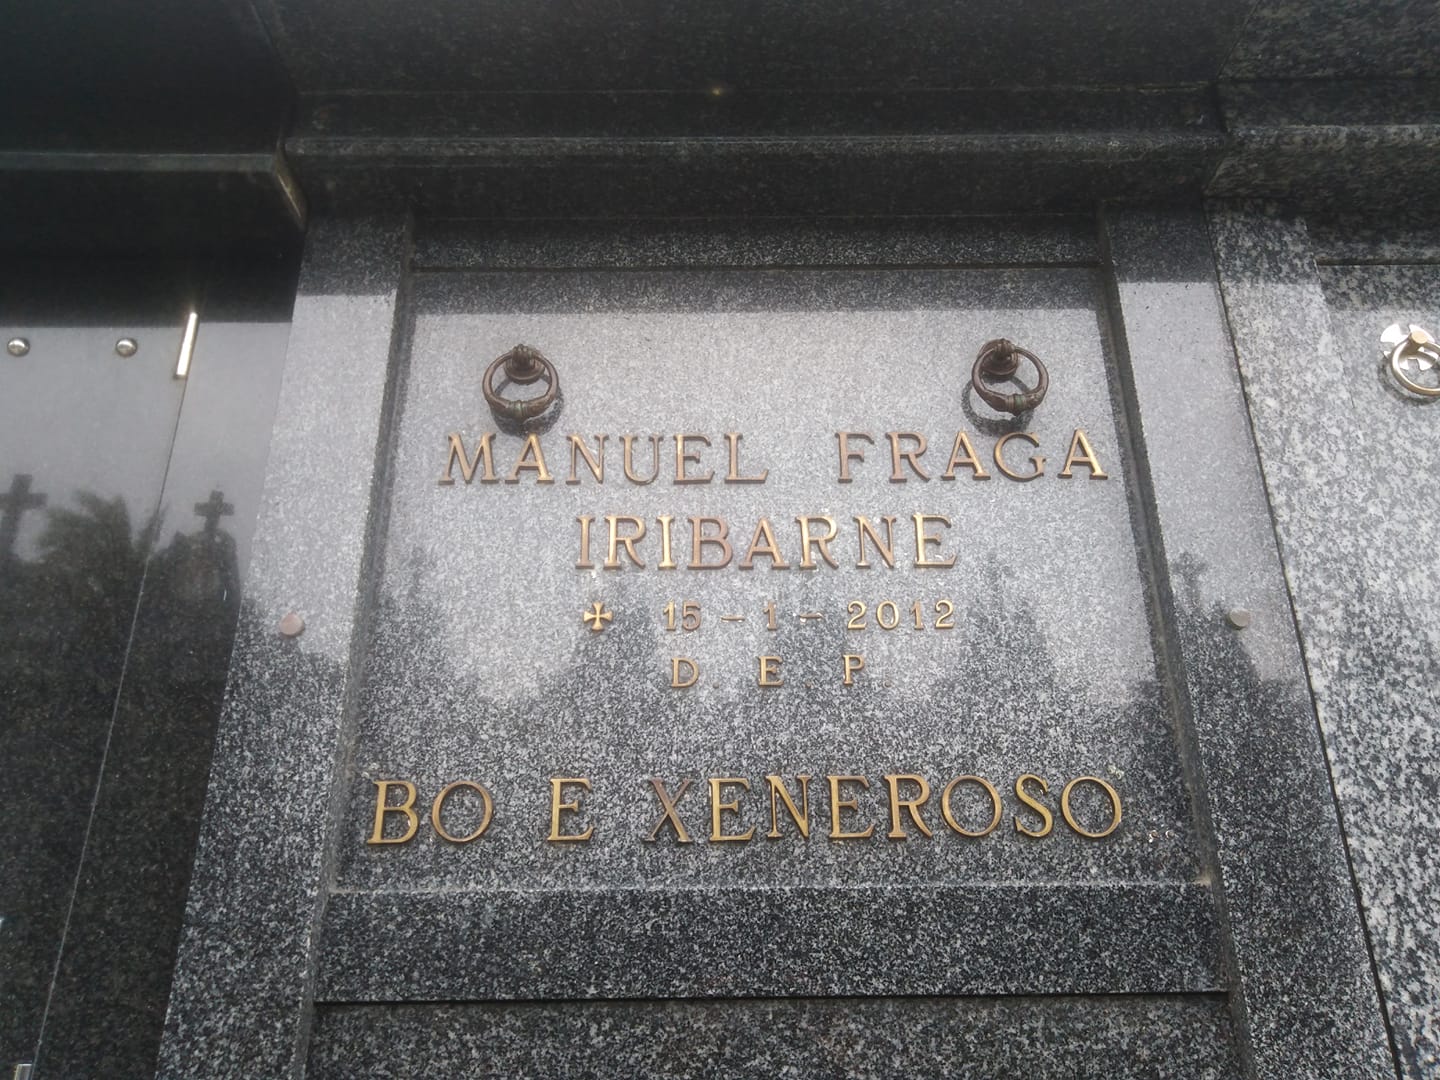 MANUEL FRAGA
IRIBARNE
✠ 15 - 1 - 2012
D. E. P.
BO E XENEROSO